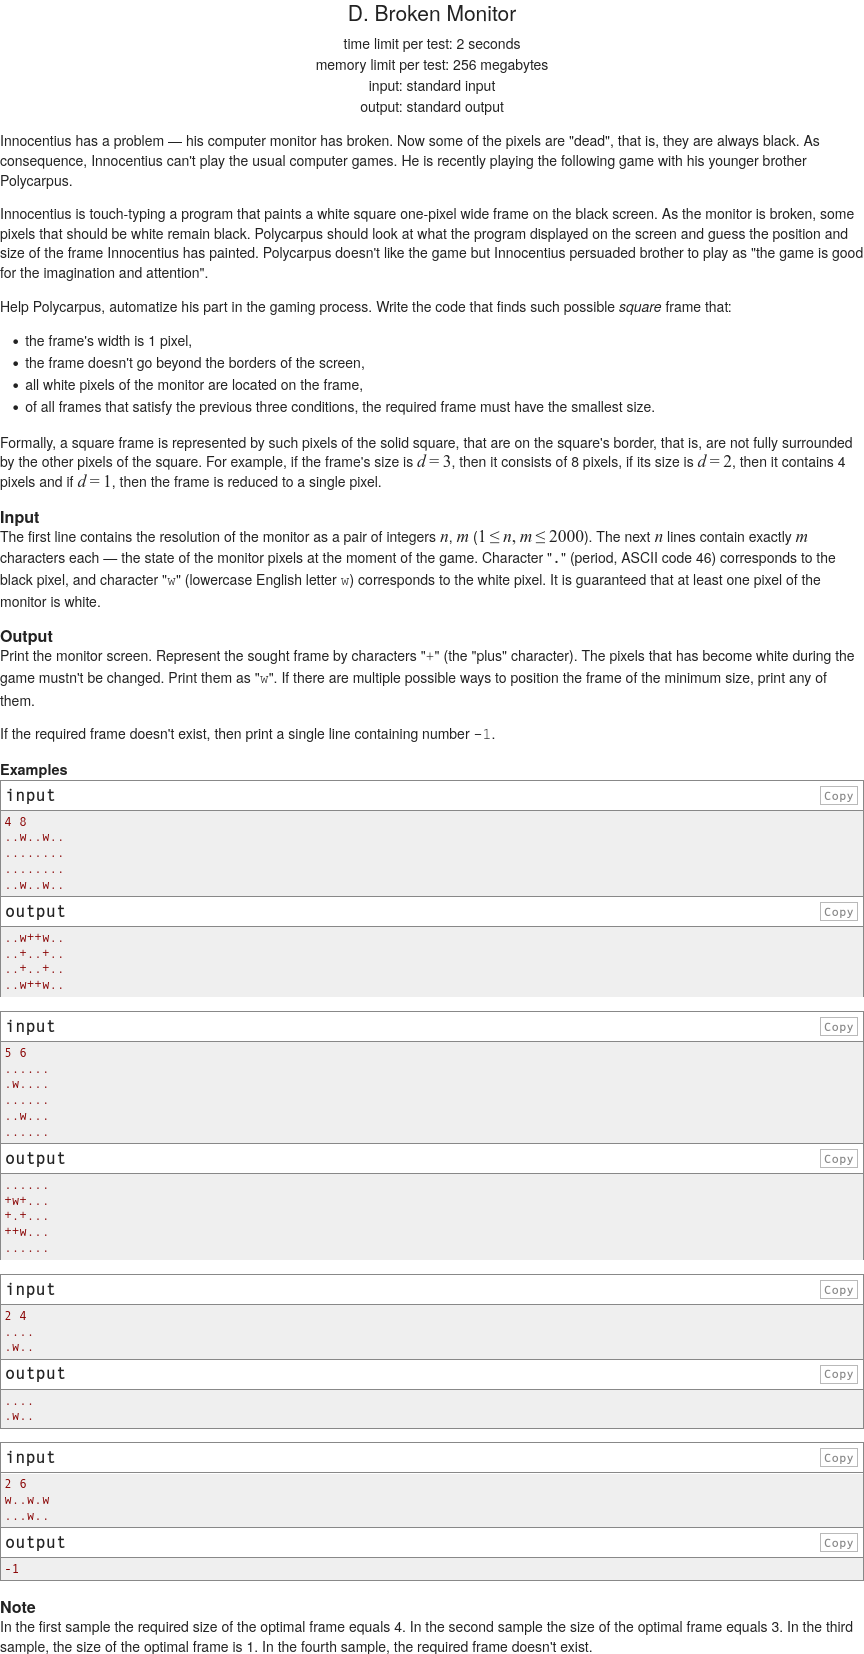 D. Broken Monitor
time limit per test: 2 seconds
memory limit per test: 256 megabytes
input: standard input
output: standard output
Innocentius has a problem — his computer monitor has broken. Now some of the pixels are "dead", that is, they are always black. As
consequence, Innocentius can't play the usual computer games. He is recently playing the following game with his younger brother
Polycarpus.
Innocentius is touch-typing a program that paints a white square one-pixel wide frame on the black screen. As the monitor is broken, some
pixels that should be white remain black. Polycarpus should look at what the program displayed on the screen and guess the position and
size of the frame Innocentius has painted. Polycarpus doesn't like the game but Innocentius persuaded brother to play as "the game is good
for the imagination and attention".
Help Polycarpus, automatize his part in the gaming process. Write the code that finds such possible square frame that:
• the frame's width is 1 pixel,
• the frame doesn't go beyond the borders of the screen,
• all white pixels of the monitor are located on the frame,
• of all frames that satisfy the previous three conditions, the required frame must have the smallest size.
Formally, a square frame is represented by such pixels of the solid square, that are on the square's border, that is, are not fully surrounded
by the other pixels of the square. For example, if the frame's size is d = 3, then it consists of 8 pixels, if its size is d = 2, then it contains 4
pixels and if d = 1, then the frame is reduced to a single pixel.
Input
The first line contains the resolution of the monitor as a pair of integers n, m (1 ≤ n, m ≤ 2000). The next n lines contain exactly m
characters each — the state of the monitor pixels at the moment of the game. Character "." (period, ASCII code 46) corresponds to the
black pixel, and character "w" (lowercase English letter w) corresponds to the white pixel. It is guaranteed that at least one pixel of the
monitor is white.
Output
Print the monitor screen. Represent the sought frame by characters "+" (the "plus" character). The pixels that has become white during the
game mustn't be changed. Print them as "w". If there are multiple possible ways to position the frame of the minimum size, print any of
them.
If the required frame doesn't exist, then print a single line containing number -1.
Examples
input Copy
4 8
..w..w..
........
........
..w..w..
output Copy
..w++w..
..+..+..
..+..+..
..w++w..
input Copy
5 6
......
.w....
......
..w...
......
output Copy
......
+w+...
+.+...
++w...
......
input Copy
2 4
....
.w..
output Copy
....
.w..
input Copy
2 6
w..w.w
...w..
output Copy
-1
Note
In the first sample the required size of the optimal frame equals 4. In the second sample the size of the optimal frame equals 3. In the third
sample, the size of the optimal frame is 1. In the fourth sample, the required frame doesn't exist.